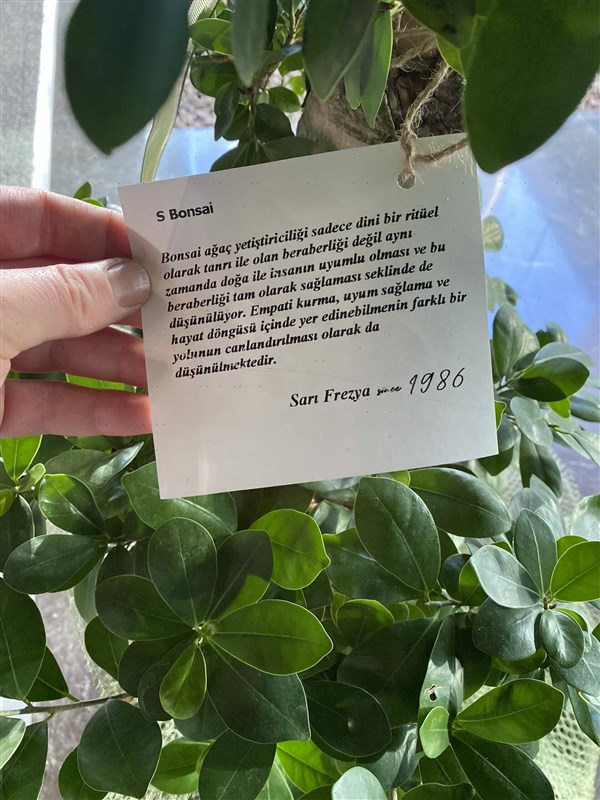 S Bonsai
Bonsai ağaç yetiştiriciliği sadece dini bir ritüel
olarak tanrı ile olan beraberliği değil aynı
zamanda doğa ile insanın uyumlu olması ve bu
beraberliği tam olarak sağlaması seklinde de
düşünülüyor. Empati kurma, uyum sağlama ve
hayat döngüsü içinde yer edinebilmenin farklı bir
yolunun canlandırılması olarak da
düşünülmektedir.
Sarı Frezya since 1986